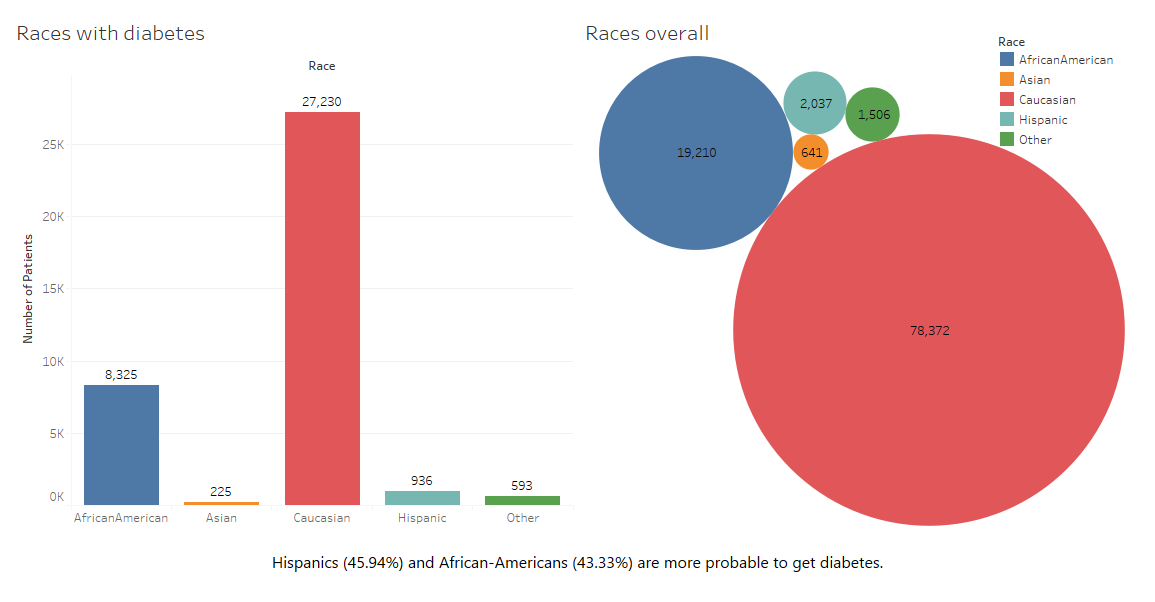 Races with diabetes
Race
27,230
25K
20K
15K
10K
5K
0K
Number of Patients
8,325
225
936
593
AfricanAmerican
Asian
Caucasian
Hispanic
Other
Races overall
Race
AfricanAmerican
Asian
Caucasian
Hispanic
Other
19,210
2,037
1,506
641
78,372
Hispanics (45.94%) and African-Americans (43.33%) are more probable to get diabetes.